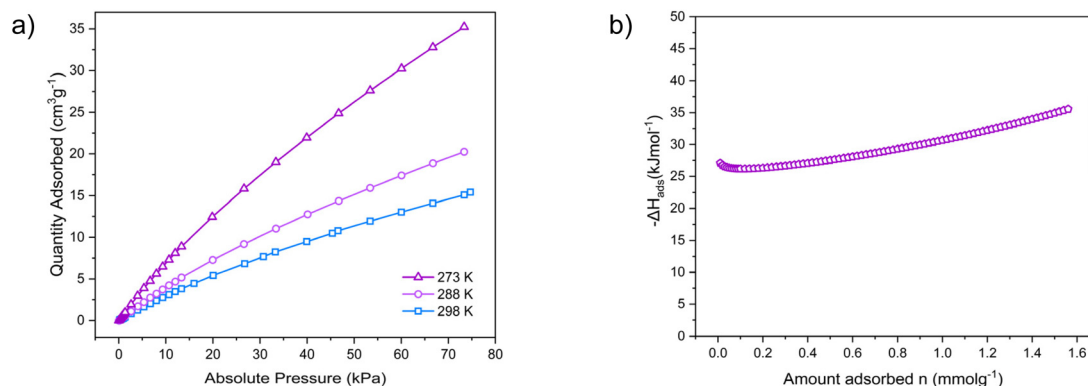 a)
35
30
25
20
15
10
5
0
Quantity Adsorbed (cm³g⁻¹)
273 K
288 K
298 K
0 10 20 30 40 50 60 70 80
Absolute Pressure (kPa)
b)
50
45
40
35
30
25
20
15
10
5
0
-ΔH_ads(kJmol⁻¹)
0.0 0.2 0.4 0.6 0.8 1.0 1.2 1.4 1.6
Amount adsorbed n (mmolg⁻¹)